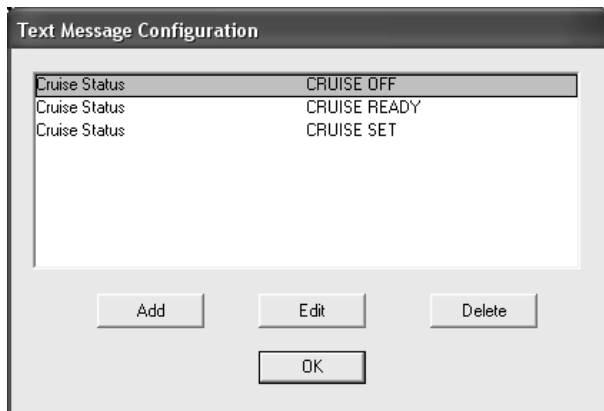 Text Message Configuration
Cruise Status CRUISE OFF
Cruise Status CRUISE READY
Cruise Status CRUISE SET
Add Edit Delete
OK